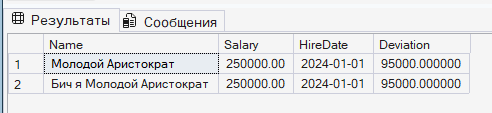 Результаты Сообщения
Name Salary HireDate Deviation
1 Молодой Аристократ 250000.00 2024-01-01 95000.000000
2 Бич я Молодой Аристократ 250000.00 2024-01-01 95000.000000